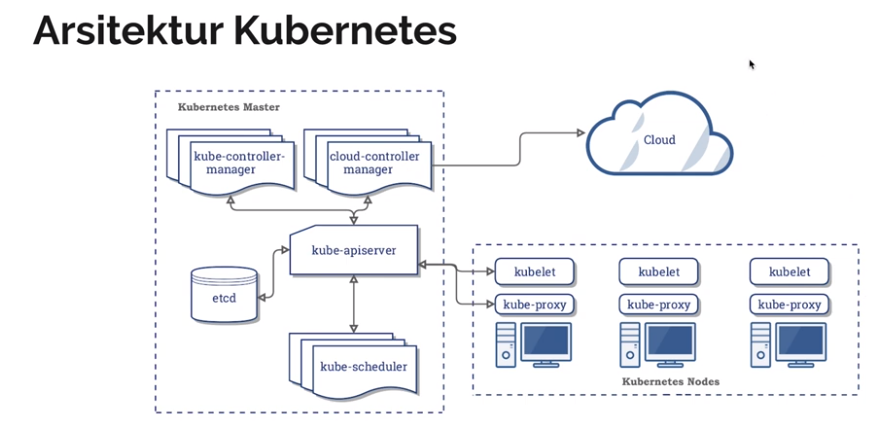 Arsitektur Kubernetes
Kubernetes Master
kube-controller-
manager
cloud-controller
manager
Cloud
kube-apiserver
etcd
kube-scheduler
kubelet
kubelet
kubelet
kube-proxy
kube-proxy
kube-proxy
Kubernetes Nodes